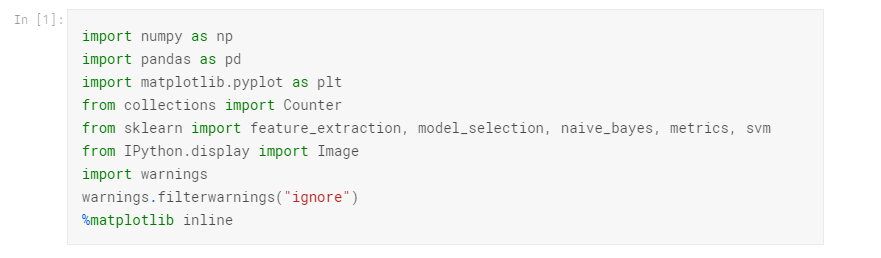 In [1]:
import numpy as np
import pandas as pd
import matplotlib.pyplot as plt
from collections import Counter
from sklearn import feature_extraction, model_selection, naive_bayes, metrics, svm
from IPython.display import Image
import warnings
warnings.filterwarnings("ignore")
%matplotlib inline